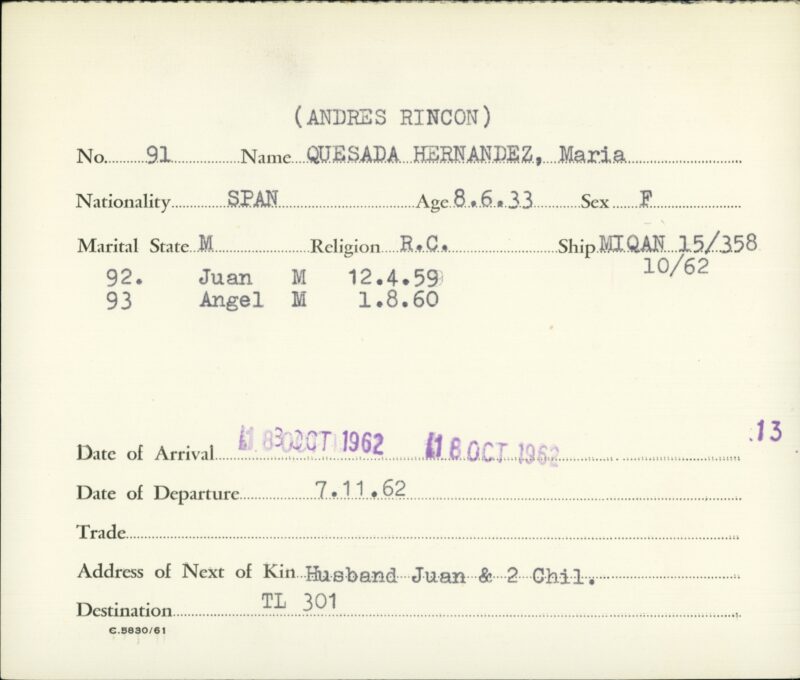 (ANDRES RINCON)
No. 91 Name QUESADA HERNANDEZ, Maria
Nationality SPAN Age 8.6.33 Sex F
Marital State M Religion R.C. Ship MIQAN 15/358
10/62
92. Juan M 12.4.59
93 Angel M 1.8.60
.13
Date of Arrival 18 OCT 1962 18 OCT 1962
Date of Departure 7.11.62
Trade
Address of Next of Kin Husband Juan & 2 Chil.
Destination TL 301
C.5830/61